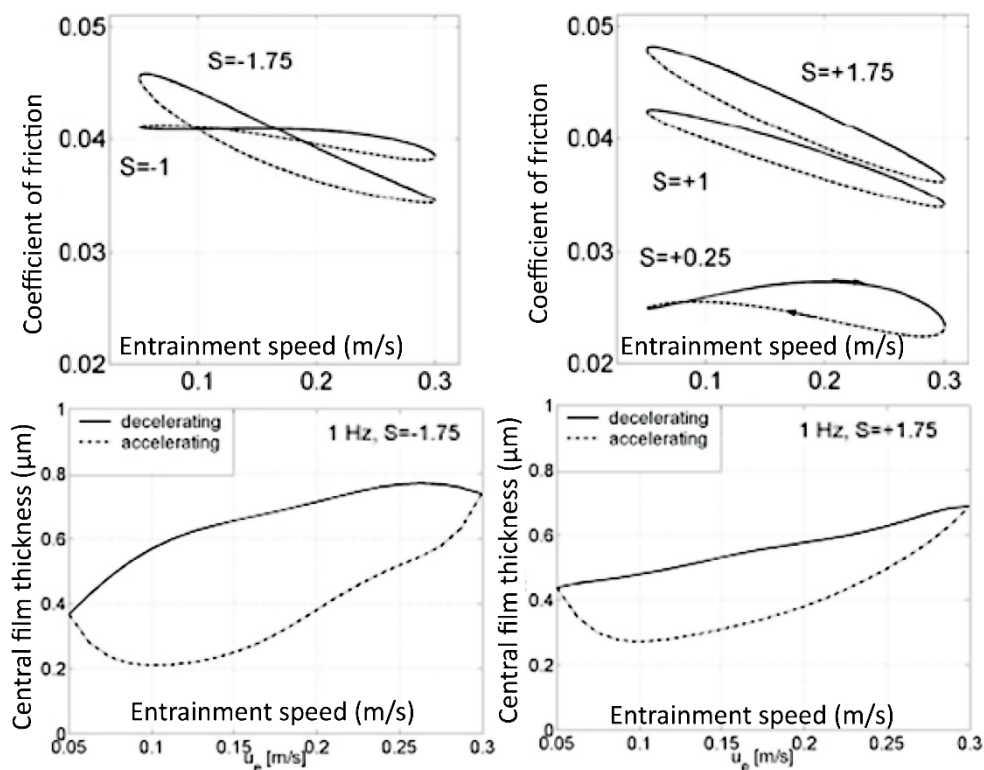 Coefficient of friction
0.05
0.04
0.03
0.02
S=-1.75
S=-1
Entrainment speed (m/s)
0.1
0.2
0.3
Coefficient of friction
0.05
0.04
0.03
0.02
S=+1.75
S=+1
S=+0.25
Entrainment speed (m/s)
0.1
0.2
0.3
Central film thickness (μm)
1
0.8
0.6
0.4
0.2
0
decelerating
accelerating
1 Hz, S=-1.75
Entrainment speed (m/s)
0.05
0.1
0.15
0.2
0.25
0.3
u_e [m/s]
Central film thickness (μm)
1
0.8
0.6
0.4
0.2
0
decelerating
accelerating
1 Hz, S=+1.75
Entrainment speed (m/s)
0.05
0.1
0.15
0.2
0.25
0.3
u_e [m/s]